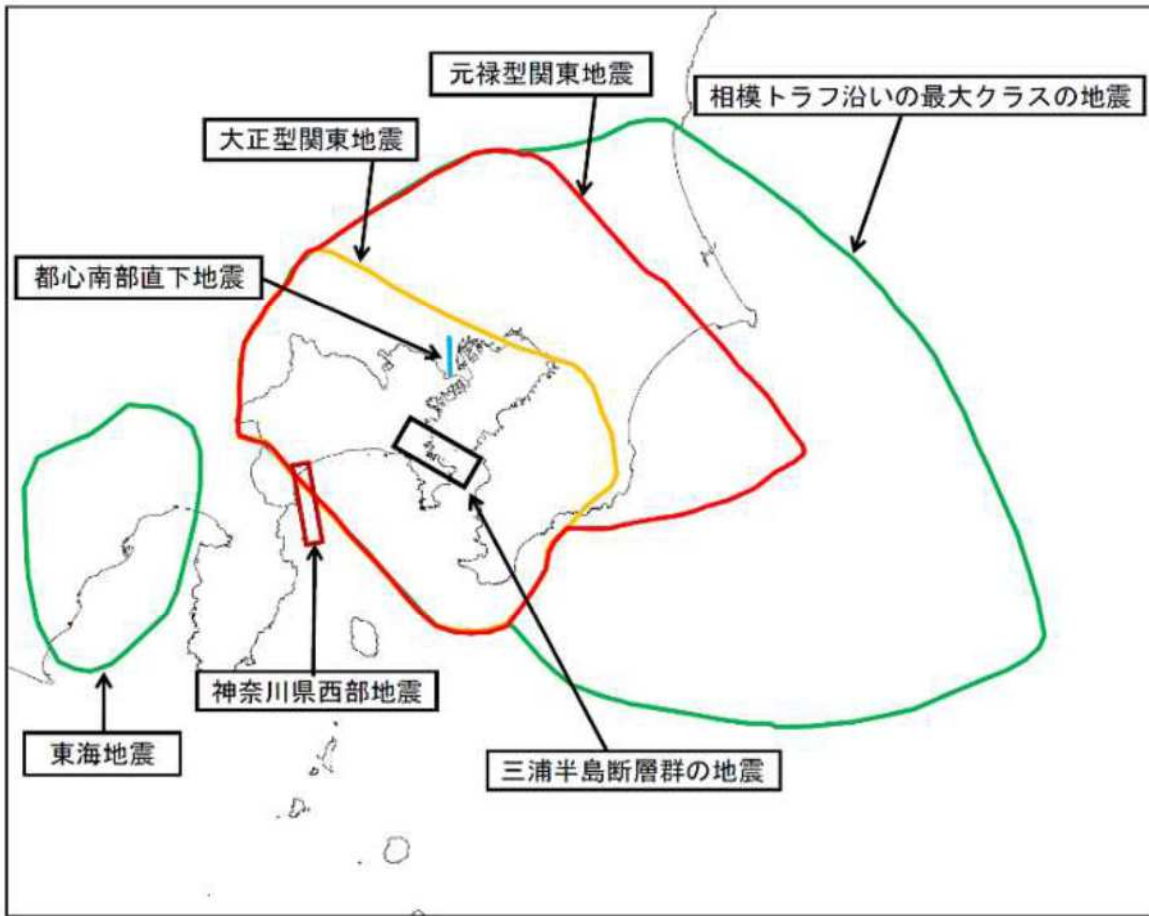 元禄型関東地震
相模トラフ沿いの最大クラスの地震
大正型関東地震
都心南部直下地震
神奈川県西部地震
東海地震
三浦半島断層群の地震